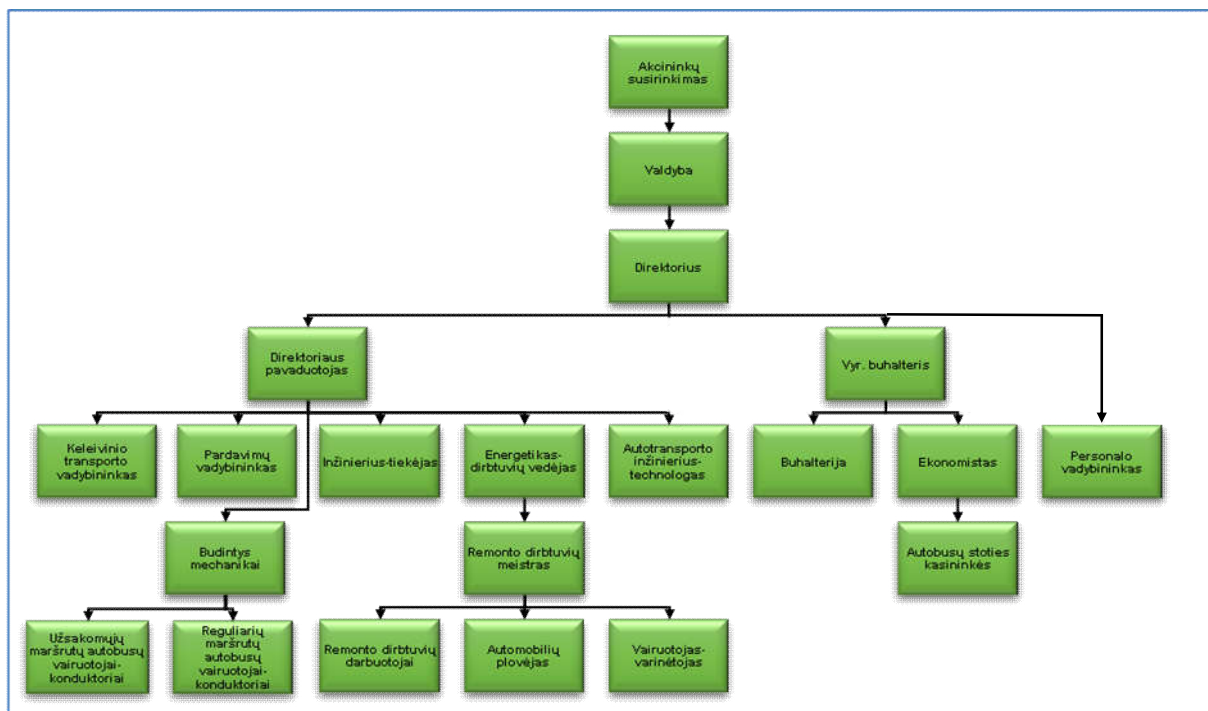 Akcininkų
susirinkimas
Valdyba
Direktorius
Direktoriaus
pavaduotojas
Vyr. buhalteris
Keleivinio
transporto
vadybininkas
Pardavimų
vadybininkas
Inžinierius-tiekėjas
Energetikas-
dirbtuvių vedėjas
Autotransporto
inžinierius-
technologas
Buhalterija
Ekonomistas
Personalo
vadybininkas
Budintys
mechanikai
Remonto dirbtuvių
meistras
Autobusų stoties
kasininkės
Užsakomųjų
maršrutų autobusų
vairuotojai-
konduktoriai
Reguliarių
maršrutų
autobusų
vairuotojai-
konduktoriai
Remonto dirbtuvių
darbuotojai
Automobilių
plovėjas
Vairuotojas-
varinėtojas